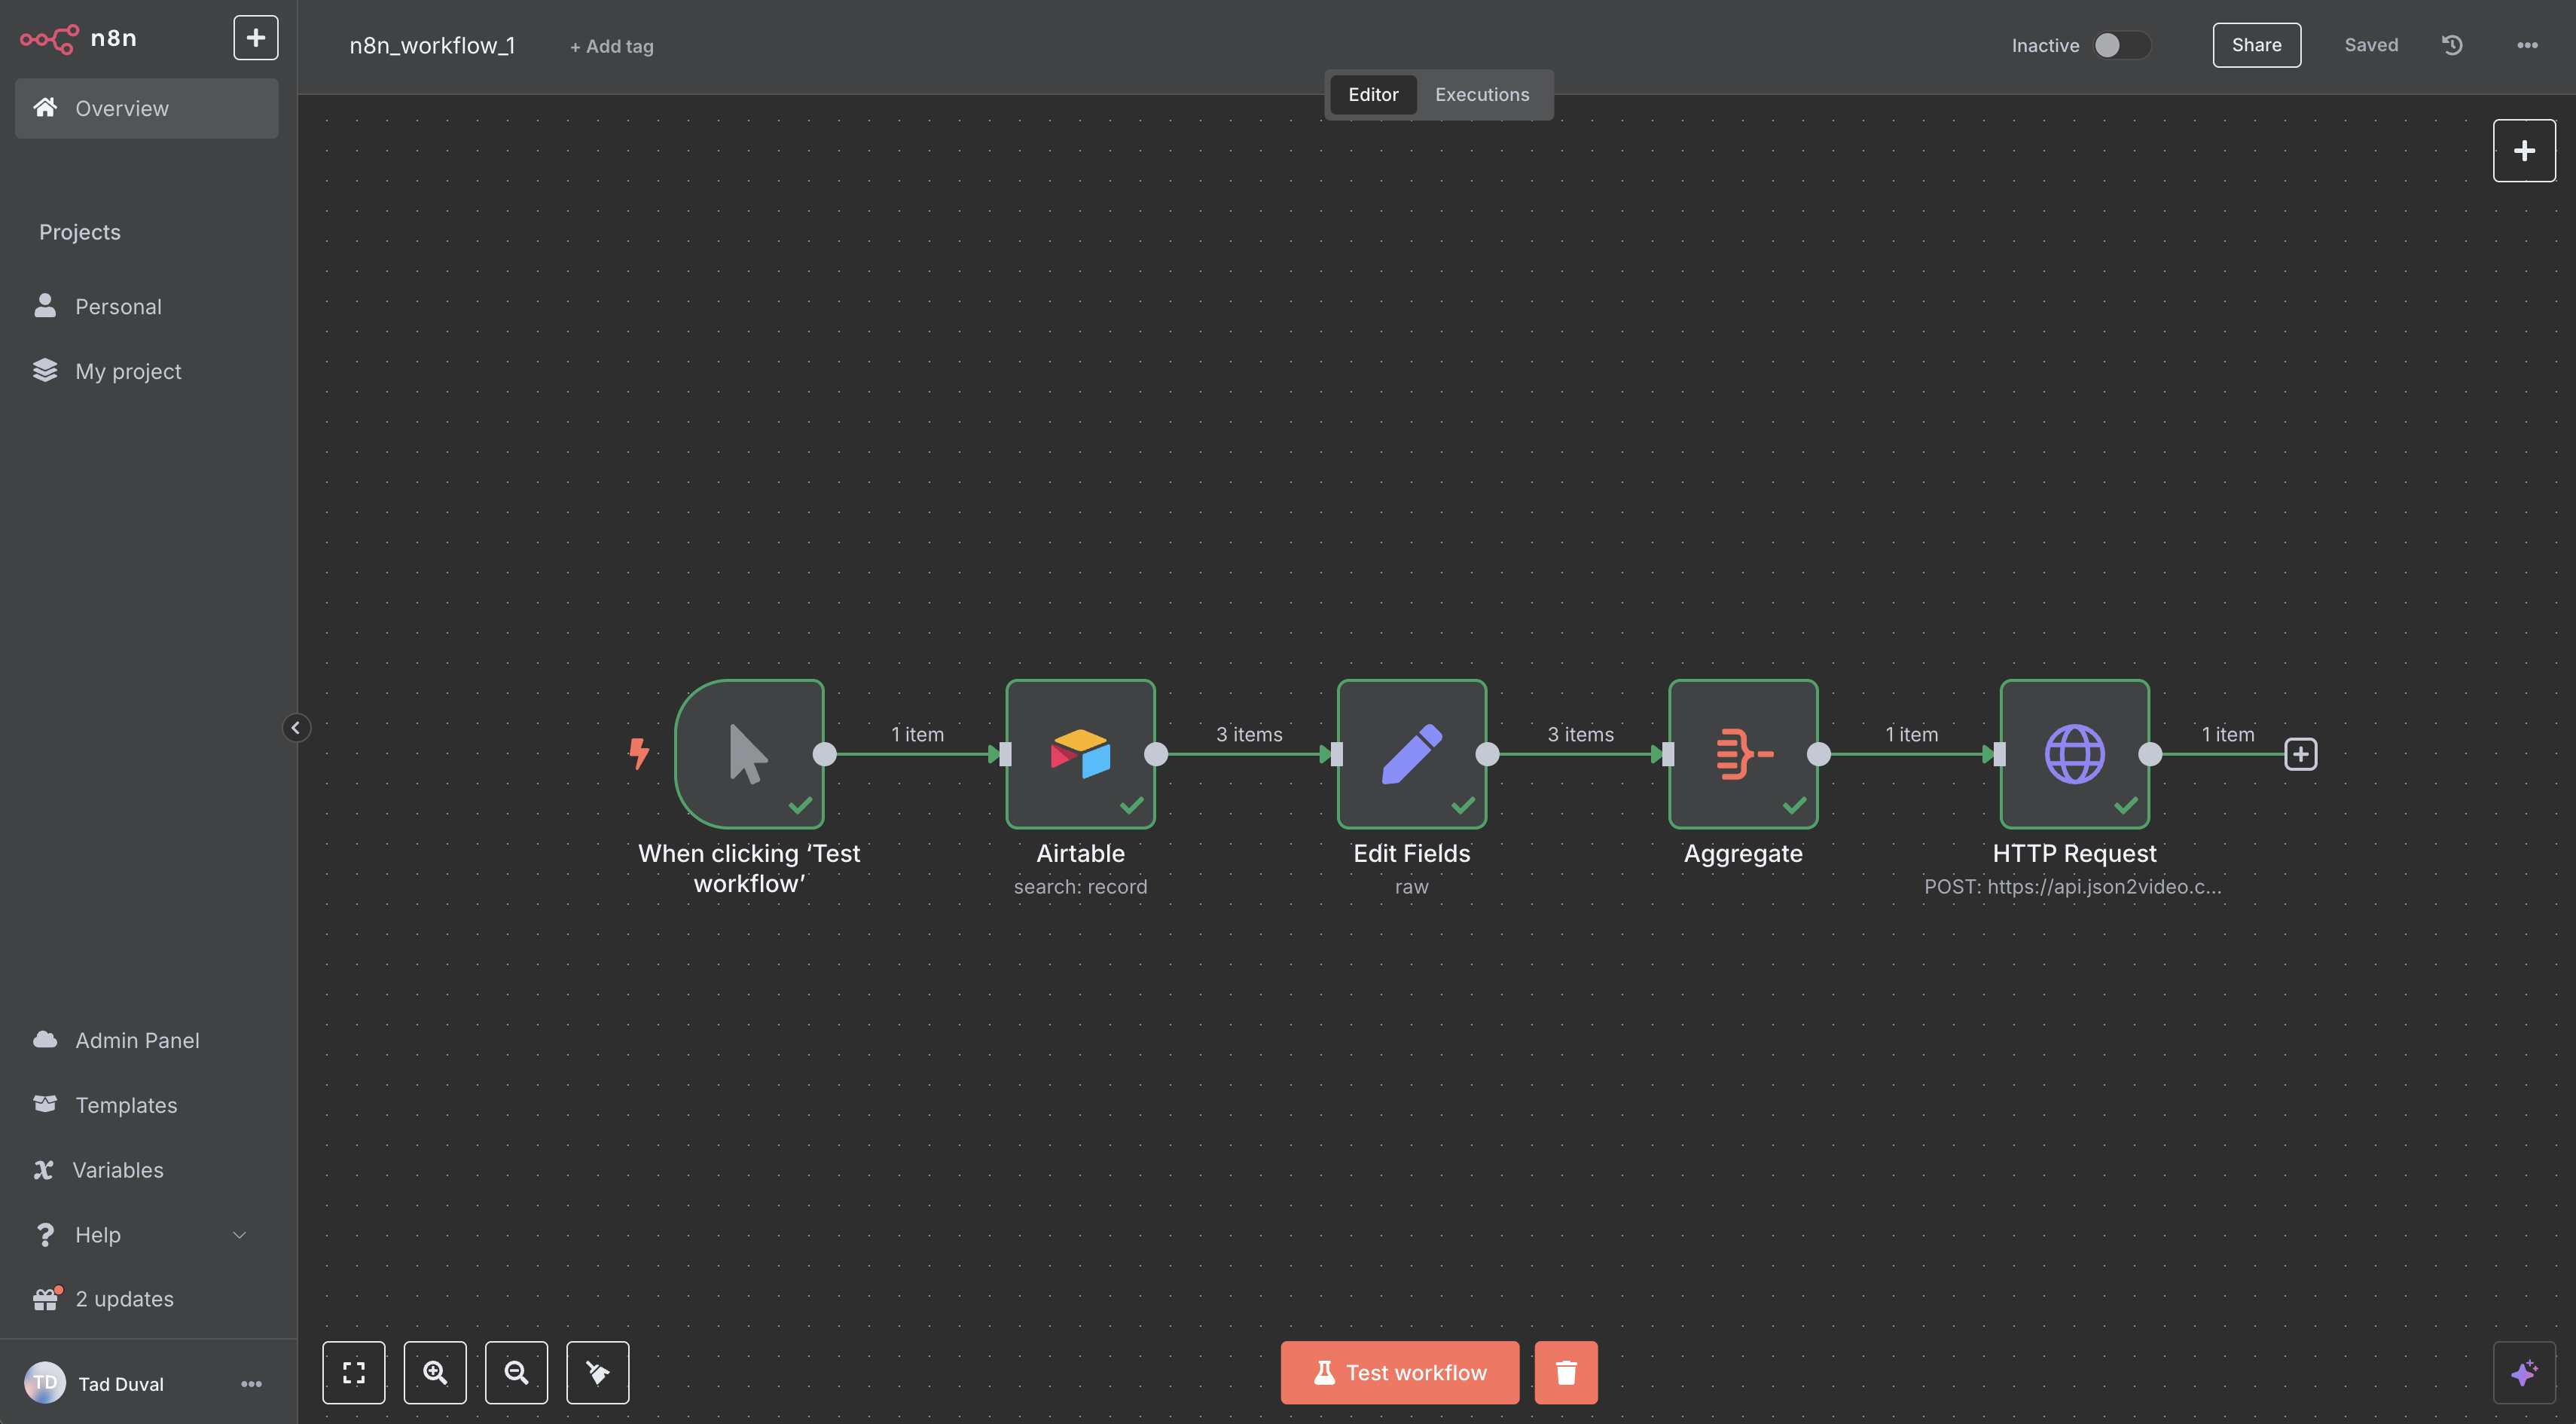 n8n
Overview
Projects
Personal
My project
Admin Panel
Templates
Variables
Help
2 updates
TD
Tad Duval
n8n_workflow_1
+ Add tag
Inactive
Share
Saved
Editor
Executions
1 item
3 items
3 items
1 item
1 item
When clicking ‘Test
workflow’
Airtable
search: record
Edit Fields
raw
Aggregate
HTTP Request
POST: https://api.json2video.c...
Test workflow